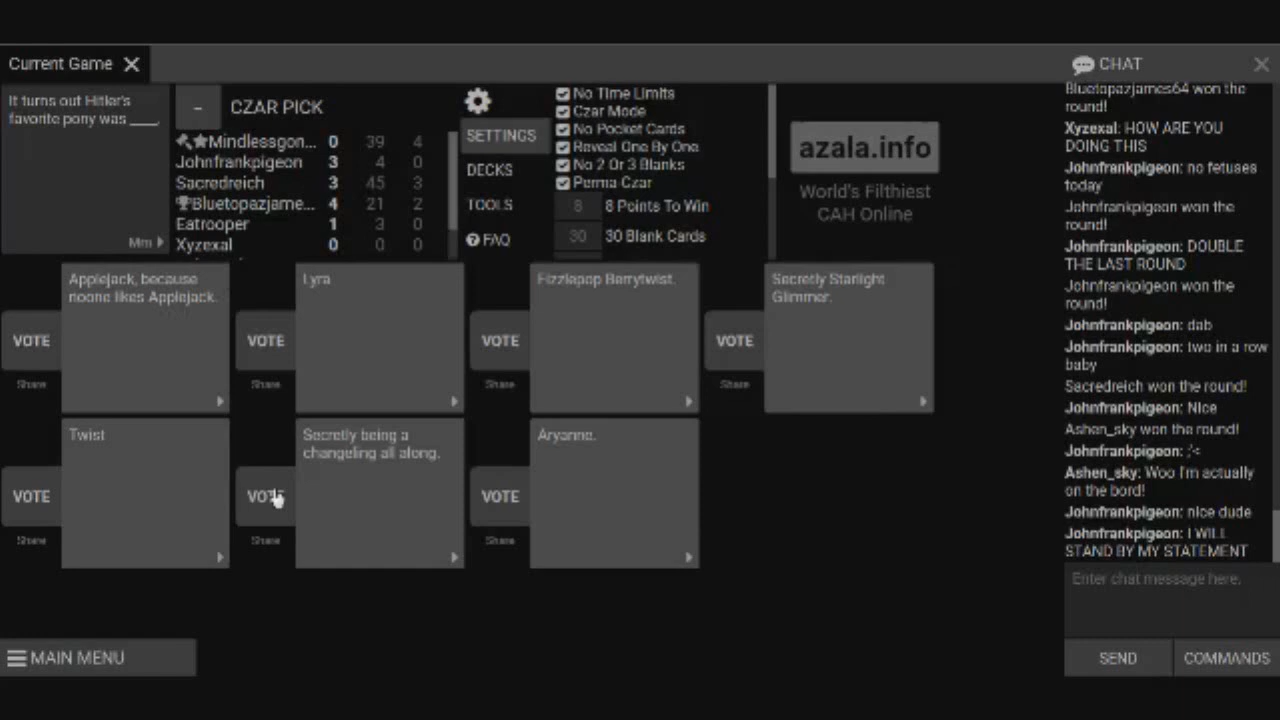 Current Game
CHAT
It turns out Hitler's
favorite pony was ____.
Mm
-
CZAR PICK
Mindlessgon... 0 39 4
Johnfrankpigeon 3 4 0
Sacredreich 3 45 3
Bluetopazjame... 4 21 2
Eatrooper 1 3 0
Xyzexal 0 0 0
SETTINGS
DECKS
TOOLS
FAQ
No Time Limits
Czar Mode
No Pocket Cards
Reveal One By One
No 2 Or 3 Blanks
Perma Czar
8 8 Points To Win
30 30 Blank Cards
azala.info
World's Filthiest
CAH Online
VOTE
Share
Applejack, because
noone likes Applejack.
VOTE
Share
Lyra
VOTE
Share
Fizzlepop Berrytwist.
VOTE
Share
Secretly Starlight
Glimmer.
VOTE
Share
Twist
VOTE
Share
Secretly being a
changeling all along.
VOTE
Share
Aryanne.
Bluetopazjames64 won the
round!
Xyzexal: HOW ARE YOU
DOING THIS
Johnfrankpigeon: no fetuses
today
Johnfrankpigeon won the
round!
Johnfrankpigeon: DOUBLE
THE LAST ROUND
Johnfrankpigeon won the
round!
Johnfrankpigeon: dab
Johnfrankpigeon: two in a row
baby
Sacredreich won the round!
Johnfrankpigeon: Nice
Ashen_sky won the round!
Johnfrankpigeon: ;'<
Ashen_sky: Woo I'm actually
on the bord!
Johnfrankpigeon: nice dude
Johnfrankpigeon: I WILL
STAND BY MY STATEMENT
Enter chat message here.
SEND
COMMANDS
MAIN MENU